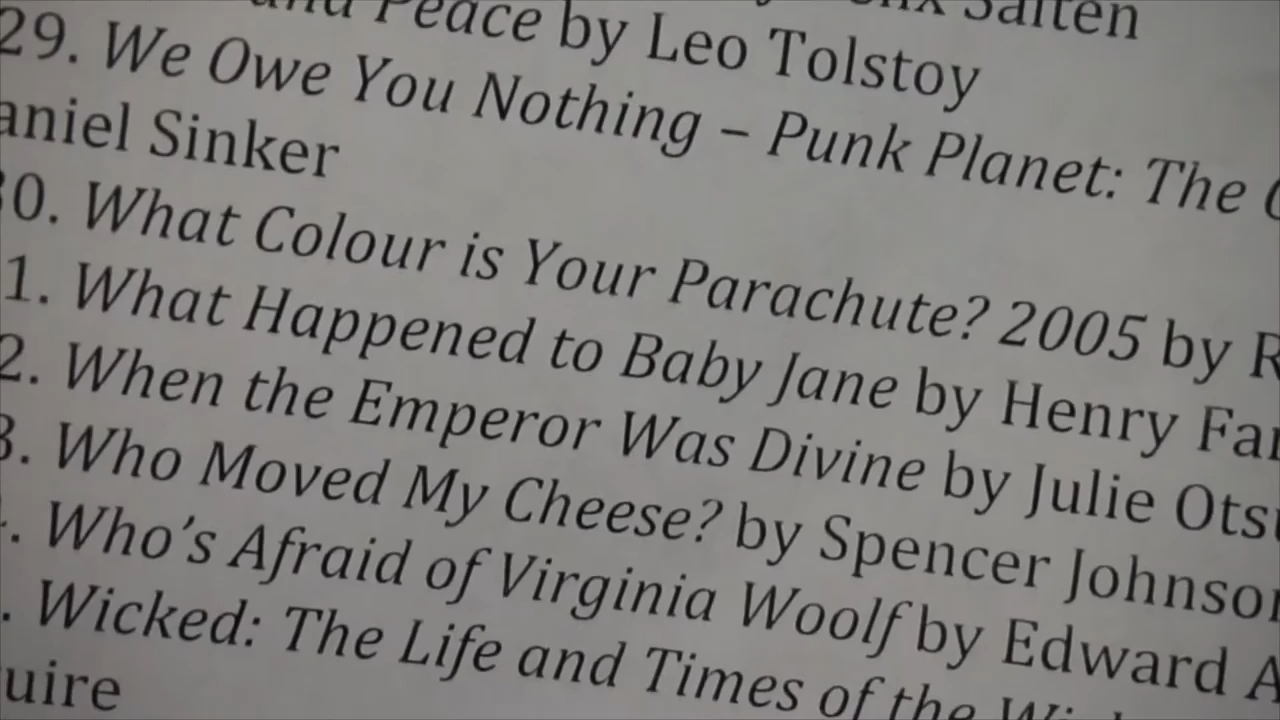 Peace by Leo Tolstoy Salten
29. We Owe You Nothing – Punk Planet: The
aniel Sinker
30. What Colour is Your Parachute? 2005 by R
1. What Happened to Baby Jane by Henry Far
2. When the Emperor Was Divine by Julie Ots
3. Who Moved My Cheese? by Spencer Johnson
. Who's Afraid of Virginia Woolf by Edward A
. Wicked: The Life and Times of the
uire